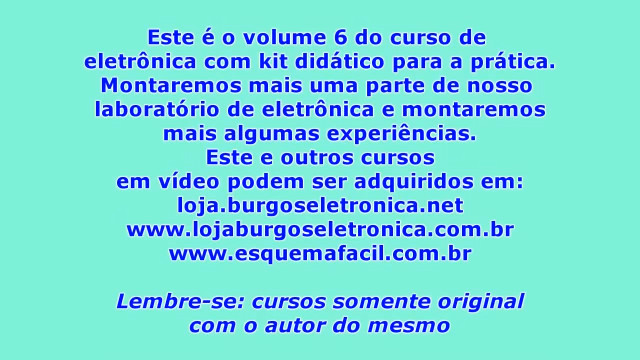 Este é o volume 6 do curso de
eletrônica com kit didático para a prática.
Montaremos mais uma parte de nosso
laboratório de eletrônica e montaremos
mais algumas experiências.
Este e outros cursos
em vídeo podem ser adquiridos em:
loja.burgoseletronica.net
www.lojaburgoseletronica.com.br
www.esquemafacil.com.br
Lembre-se: cursos somente original
com o autor do mesmo